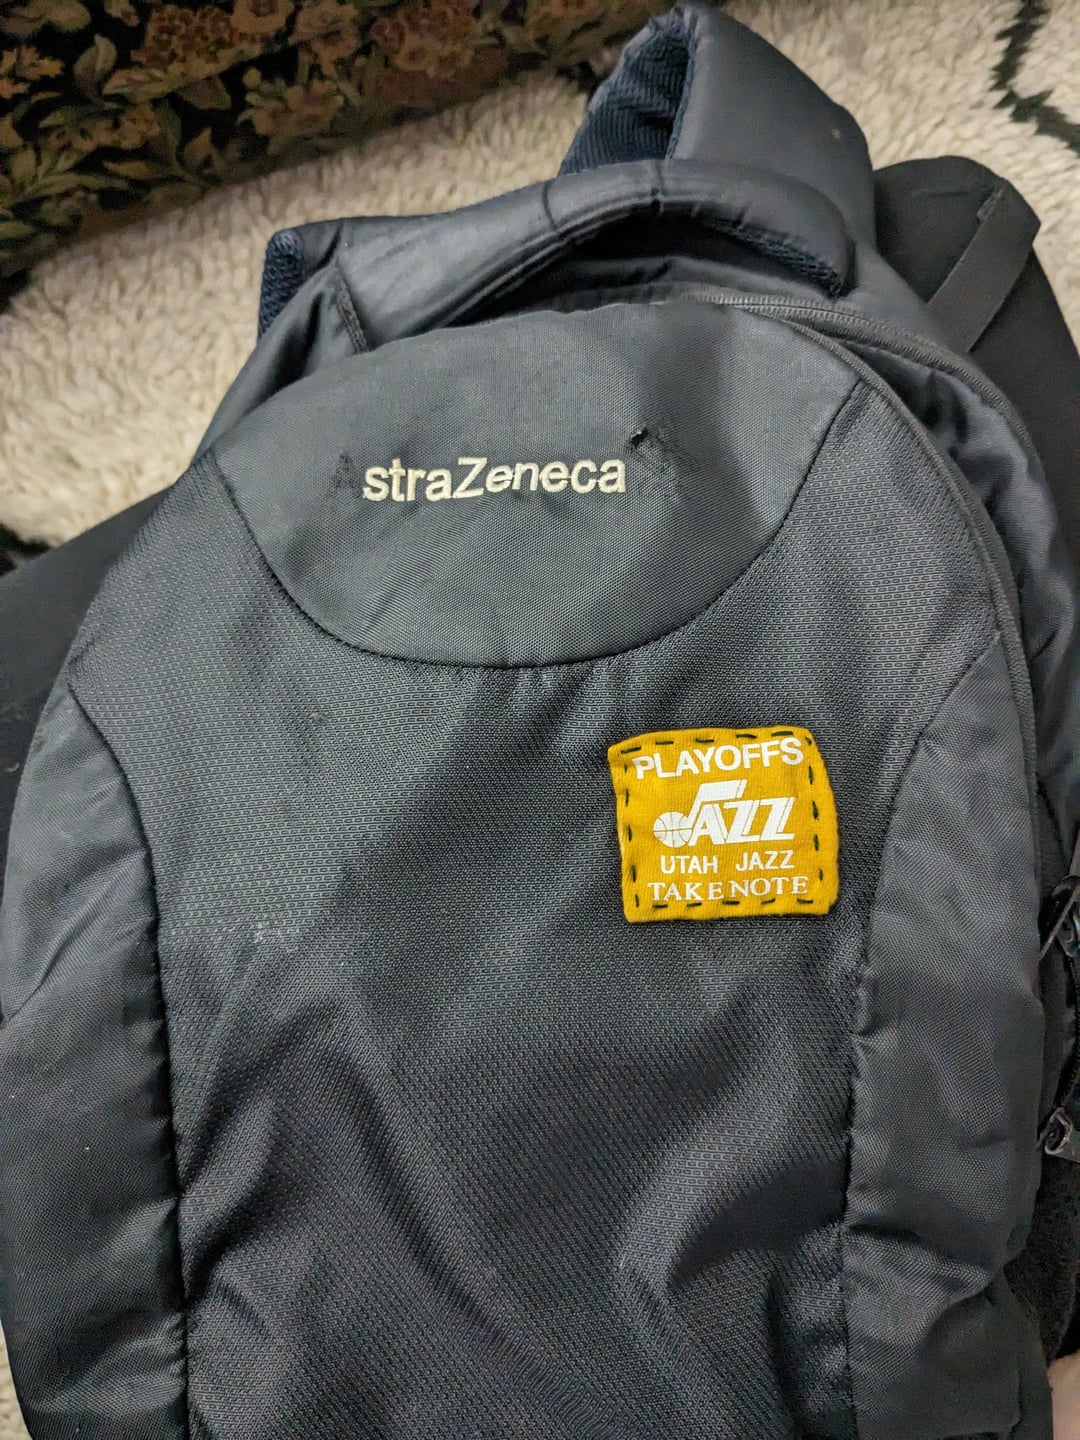 straZeneca
PLAYOFFS
JAZZ
UTAH JAZZ
TAKE NOTE